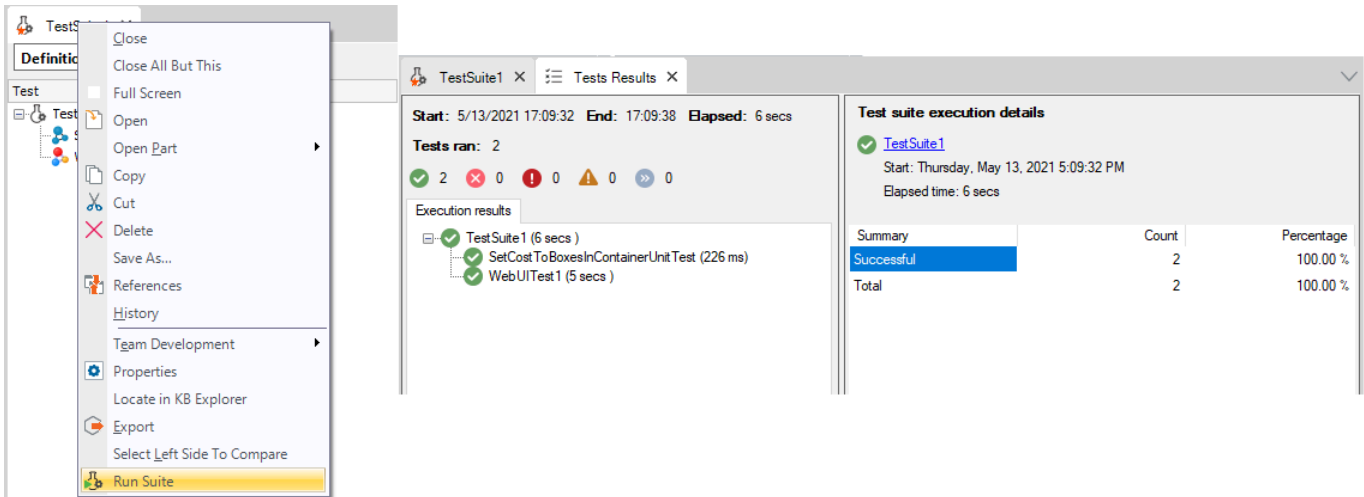 TestS
Definitio
Test
Test
Close
Close All But This
Full Screen
Open
Open Part
Copy
Cut
Delete
Save As...
References
History
Team Development
Properties
Locate in KB Explorer
Export
Select Left Side To Compare
Run Suite
TestSuite1 Tests Results
Start: 5/13/2021 17:09:32 End: 17:09:38 Elapsed: 6 secs
Tests ran: 2
2 0 0 0 0
Execution results
TestSuite1 (6 secs )
SetCostToBoxesInContainerUnitTest (226 ms)
WebUITest1 (5 secs )
Test suite execution details
TestSuite1
Start: Thursday, May 13, 2021 5:09:32 PM
Elapsed time: 6 secs
Summary Count Percentage
Successful 2 100.00 %
Total 2 100.00 %